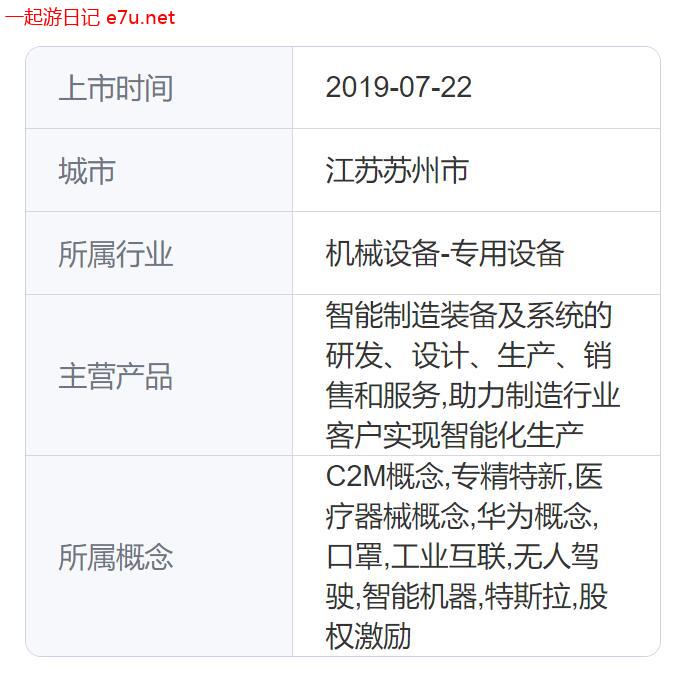 一起游日记 e7u.net
上市时间
2019-07-22
城市
江苏苏州市
所属行业
机械设备-专用设备
主营产品
智能制造装备及系统的
研发、设计、生产、销
售和服务,助力制造行业
客户实现智能化生产
所属概念
C2M概念,专精特新,医
疗器械概念,华为概念,
口罩,工业互联,无人驾
驶,智能机器,特斯拉,股
权激励